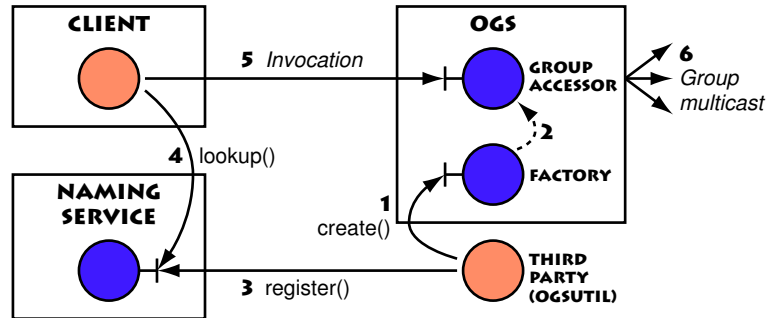 CLIENT
OGS
5 Invocation
GROUP
ACCESSOR
6
Group
multicast
2
4 lookup()
FACTORY
NAMING
SERVICE
1
create()
3 register()
THIRD
PARTY
(OGSUTIL)